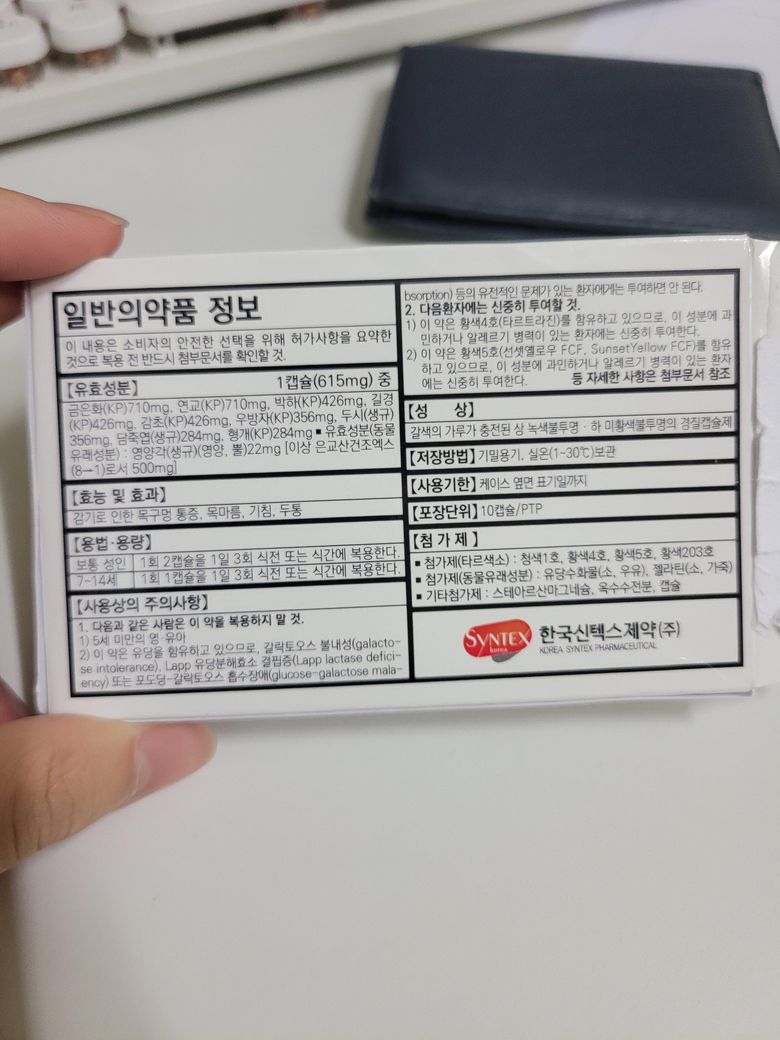 일반의약품 정보
이 내용은 소비자의 안전한 선택을 위해 허가사항을 요약한
것으로 복용 전 반드시 첨부문서를 확인할 것.
【유효성분】 1캡슐(615mg) 중
금은화(KP)710mg, 연교(KP)710mg, 박하(KP)426mg, 길경
(KP)426mg, 감초(KP)426mg, 우방자(KP)356mg, 두시(생규)
356mg, 담죽엽(생규)284mg, 형개(KP)284mg ▪ 유효성분(동물
유래성분) : 영양각(생규)(영양, 뿔)22mg [이상 은교산건조엑스
(8→1)로서 500mg]
【효능 및 효과】
감기로 인한 목구멍 통증, 목마름, 기침, 두통
【용법·용량】
보통 성인 1회 2캡슐을 1일 3회 식전 또는 식간에 복용한다.
7~14세 1회 1캡슐을 1일 3회 식전 또는 식간에 복용한다.
【사용상의 주의사항】
1. 다음과 같은 사람은 이 약을 복용하지 말 것.
1) 5세 미만의 영·유아
2) 이 약은 유당을 함유하고 있으므로, 갈락토오스 불내성(galacto-
se intolerance), Lapp 유당분해효소 결핍증(Lapp lactase defici-
ency) 또는 포도당-갈락토오스 흡수장애(glucose-galactose mala-
bsorption) 등의 유전적인 문제가 있는 환자에게는 투여하면 안 된다.
2. 다음환자에는 신중히 투여할 것.
1) 이 약은 황색4호(타르트라진)를 함유하고 있으므로, 이 성분에 과
민하거나 알레르기 병력이 있는 환자에는 신중히 투여한다.
2) 이 약은 황색5호(선셋옐로우 FCF, SunsetYellow FCF)를 함유
하고 있으므로, 이 성분에 과민하거나 알레르기 병력이 있는 환자
에는 신중히 투여한다. 등 자세한 사항은 첨부문서 참조
【성 상】
갈색의 가루가 충전된 상 녹색불투명 · 하 미황색불투명의 경질캡슐제
【저장방법】 기밀용기, 실온(1~30℃)보관
【사용기한】 케이스 옆면 표기일까지
【포장단위】 10캡슐/PTP
【첨 가 제】
▪ 첨가제(타르색소) : 청색1호, 황색4호, 황색5호, 황색203호
▪ 첨가제(동물유래성분) : 유당수화물(소, 우유), 젤라틴(소, 가죽)
▪ 기타첨가제 : 스테아르산마그네슘, 옥수수전분, 캡슐
SYNTEX korea 한국신텍스제약(주)
KOREA SYNTEX PHARMACEUTICAL